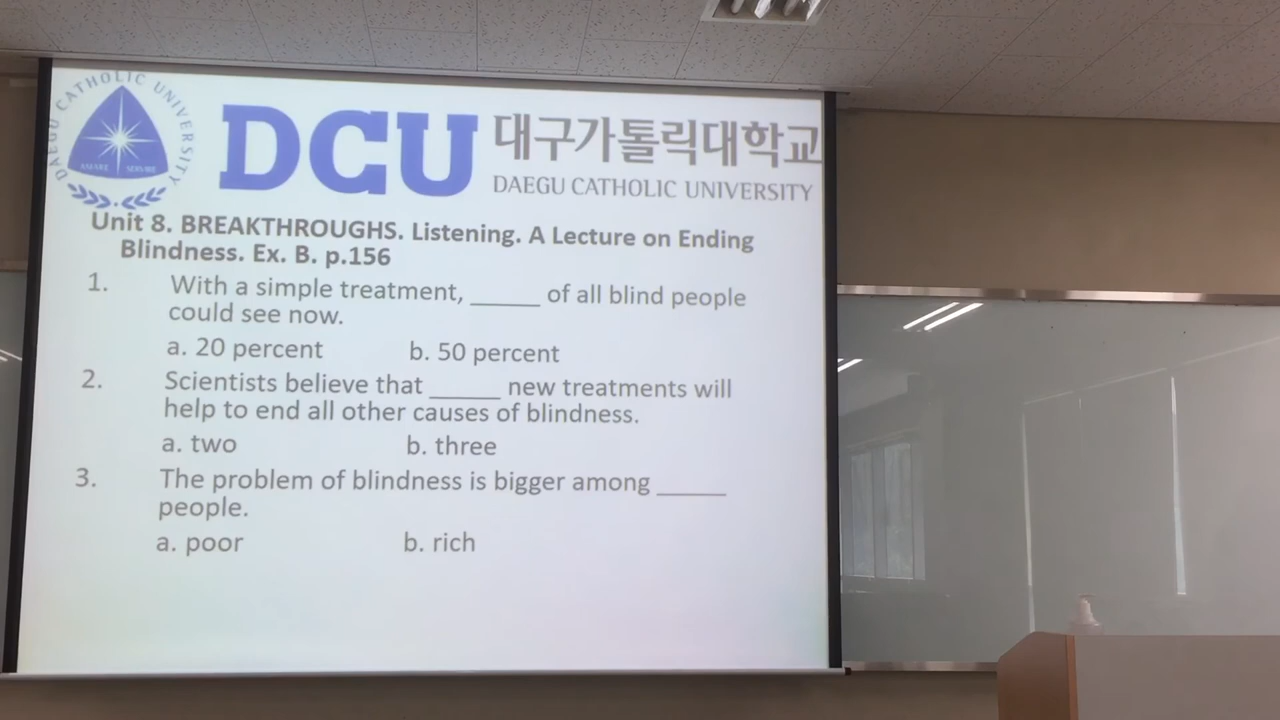 DAEGU CATHOLIC UNIVERSITY
AMARE SERVIRE
DCU
대구가톨릭대학교
DAEGU CATHOLIC UNIVERSITY
Unit 8. BREAKTHROUGHS. Listening. A Lecture on Ending
Blindness. Ex. B. p.156
1. With a simple treatment, _____ of all blind people
could see now.
a. 20 percent b. 50 percent
2. Scientists believe that _____ new treatments will
help to end all other causes of blindness.
a. two b. three
3. The problem of blindness is bigger among _____
people.
a. poor b. rich